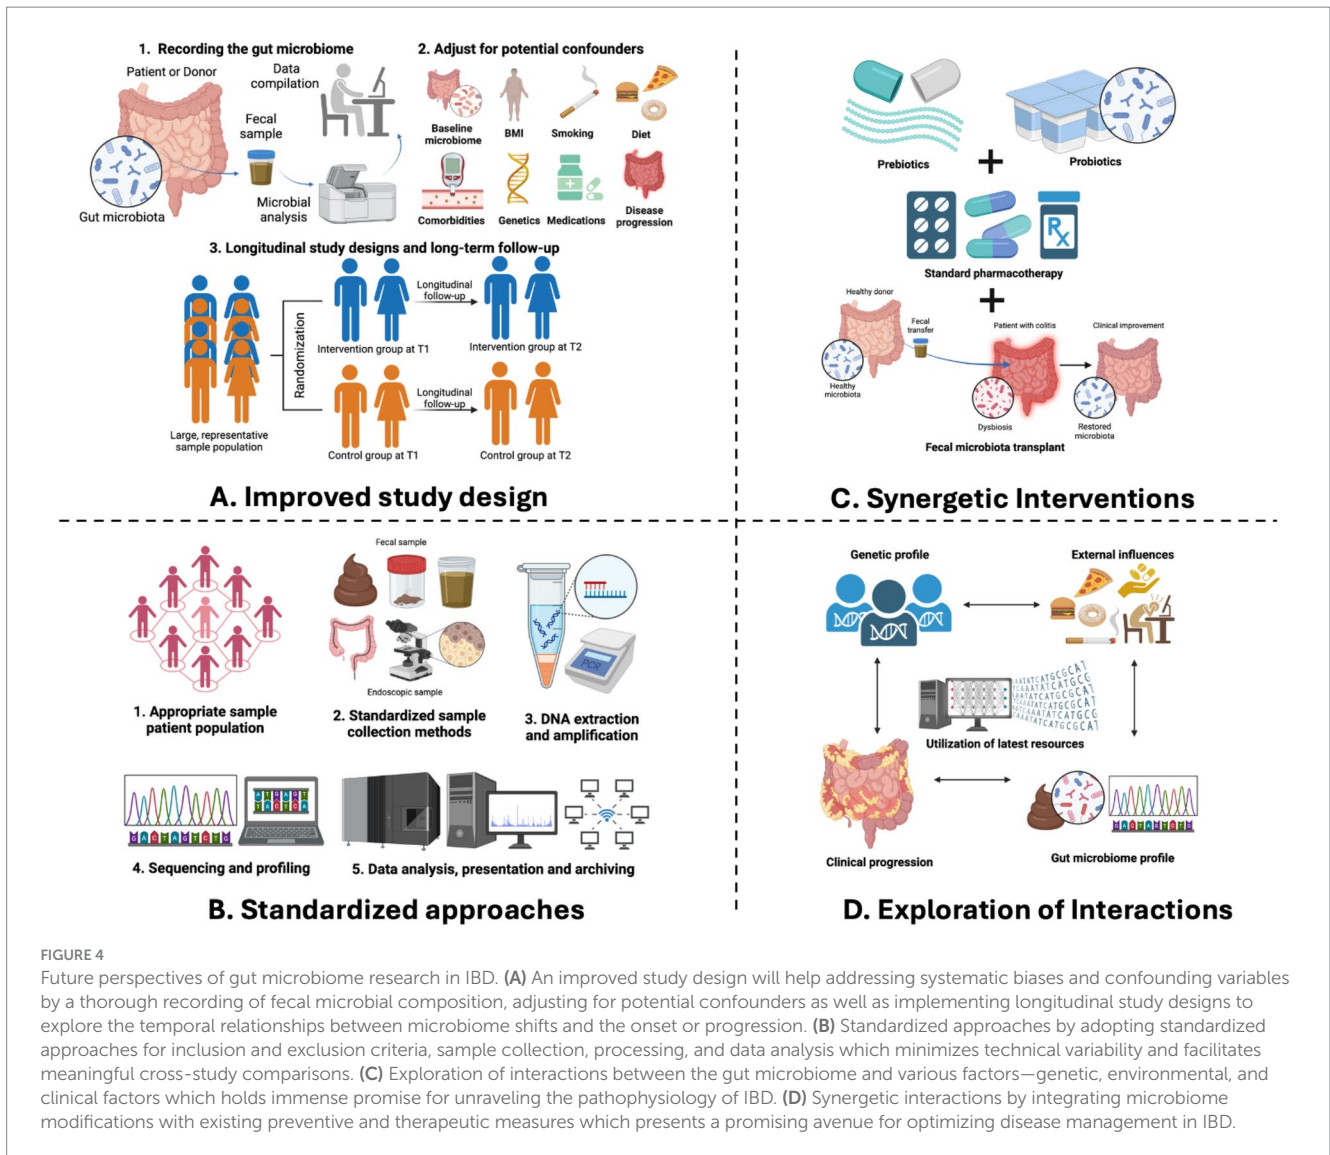 1. Recording the gut microbiome
Patient or Donor
Data
compilation
Fecal
sample
Gut microbiota
Microbial
analysis
2. Adjust for potential confounders
Baseline
microbiome
BMI
Smoking
Diet
Comorbidities
Genetics
Medications
Disease
progression
3. Longitudinal study designs and long-term follow-up
Large, representative
sample population
Randomization
Intervention group at T1
Longitudinal
follow-up
Intervention group at T2
Control group at T1
Longitudinal
follow-up
Control group at T2
A. Improved study design
Prebiotics
+
Probiotics
Rx
Standard pharmacotherapy
+
Healthy donor
Fecal
transfer
Patient with colitis
Clinical improvement
Healthy
microbiota
Dysbiosis
Restored
microbiota
Fecal microbiota transplant
C. Synergetic Interventions
1. Appropriate sample
patient population
Fecal sample
Endoscopic sample
2. Standardized sample
collection methods
PCR
3. DNA extraction
and amplification
GACTAGTCTG
ATGAGT
TACTCA
4. Sequencing and profiling
5. Data analysis, presentation and archiving
B. Standardized approaches
Genetic profile
External influences
Utilization of latest resources
Clinical progression
GACTAGTCTG
Gut microbiome profile
D. Exploration of Interactions
FIGURE 4
Future perspectives of gut microbiome research in IBD. (A) An improved study design will help addressing systematic biases and confounding variables
by a thorough recording of fecal microbial composition, adjusting for potential confounders as well as implementing longitudinal study designs to
explore the temporal relationships between microbiome shifts and the onset or progression. (B) Standardized approaches by adopting standardized
approaches for inclusion and exclusion criteria, sample collection, processing, and data analysis which minimizes technical variability and facilitates
meaningful cross-study comparisons. (C) Exploration of interactions between the gut microbiome and various factors—genetic, environmental, and
clinical factors which holds immense promise for unraveling the pathophysiology of IBD. (D) Synergetic interactions by integrating microbiome
modifications with existing preventive and therapeutic measures which presents a promising avenue for optimizing disease management in IBD.